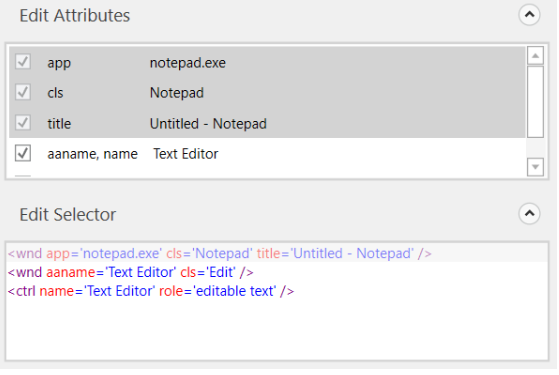 Edit Attributes
app notepad.exe
cls Notepad
title Untitled - Notepad
aaname, name Text Editor
Edit Selector
<wnd app='notepad.exe' cls='Notepad' title='Untitled - Notepad' />
<wnd aaname='Text Editor' cls='Edit' />
<ctrl name='Text Editor' role='editable text' />